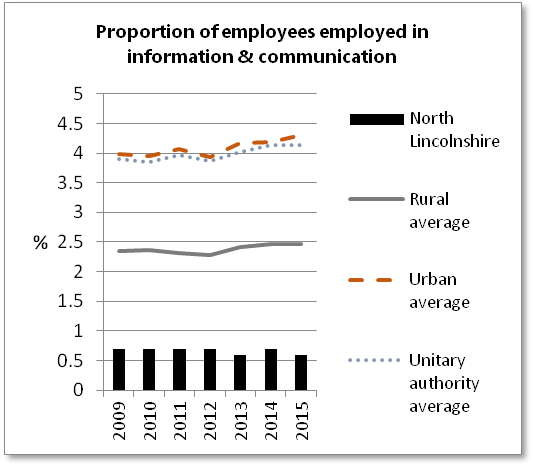 Proportion of employees employed in
information & communication
5
4.5
4
3.5
3
2.5
2
1.5
1
0.5
0
%
2009
2010
2011
2012
2013
2014
2015
North
Lincolnshire
Rural
average
Urban
average
Unitary
authority
average